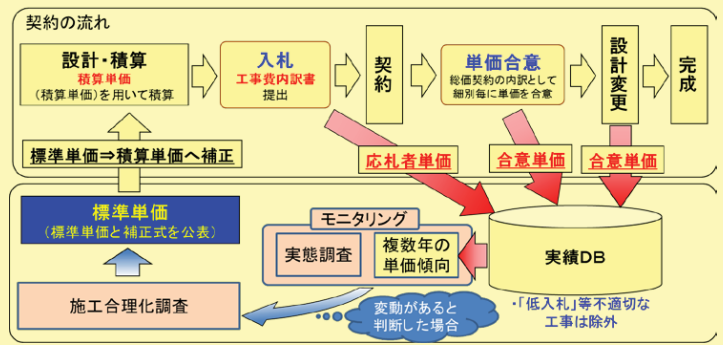 契約の流れ
設計・積算
積算単価
(積算単価)を用いて積算
入札
工事費内訳書
提出
契約
単価合意
総価契約の内訳として
細別毎に単価を合意
設計変更
完成
標準単価⇒積算単価へ補正
応札者単価
合意単価
合意単価
標準単価
(標準単価と補正式を公表)
モニタリング
実態調査
複数年の
単価傾向
実績DB
施工合理化調査
変動があると
判断した場合
・「低入札」等不適切な
工事は除外